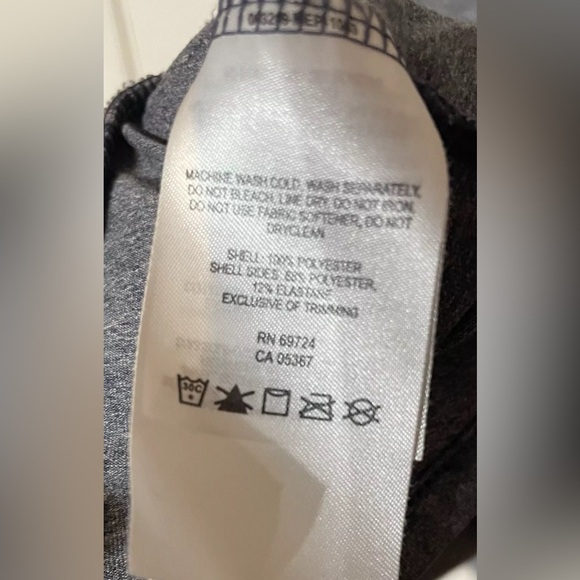 MACHINE WASH COLD. WASH SEPARATELY.
DO NOT BLEACH. LINE DRY. DO NOT IRON.
DO NOT USE FABRIC SOFTENER, DO NOT
DRYCLEAN
SHELL: 100% POLYESTER
SHELL SIDES: 88% POLYESTER,
12% ELASTANE
EXCLUSIVE OF TRIMMING
RN 69724
CA 05367
30C